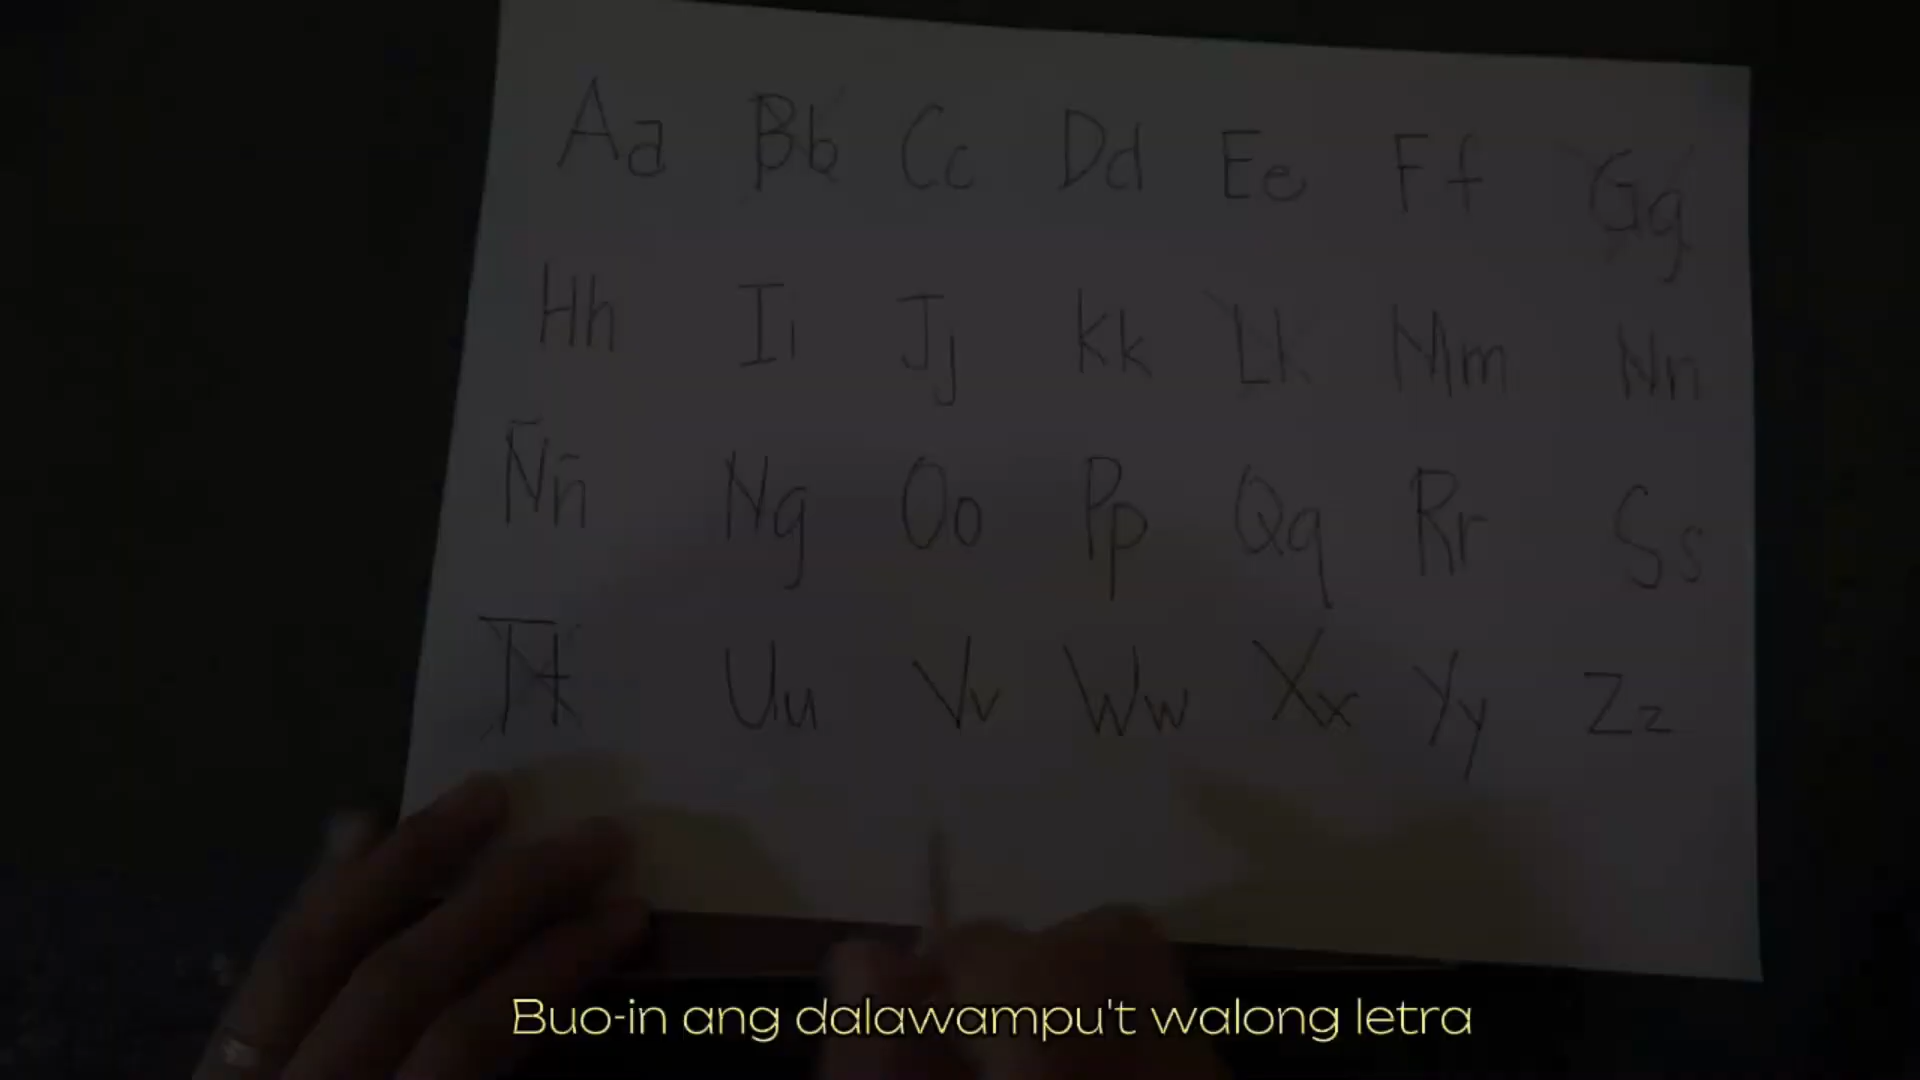 Aa Bb Cc Dd Ee Ff Gg
Hh Ii Jj Kk Lk Mm Nn
Ññ Ng Oo Pp Qq Rr Ss
Tt Uu Vv Ww Xx Yy Zz
Buo-in ang dalawampu't walong letra